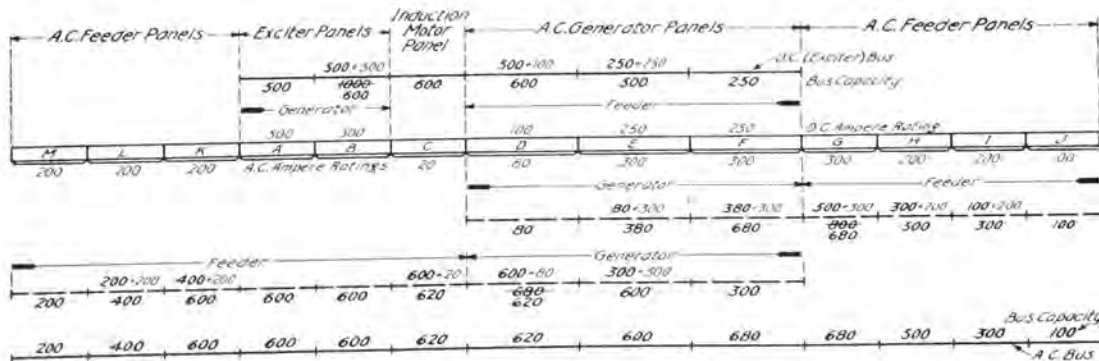 A.C. Feeder Panels Exciter Panels Induction Motor Panel A.C. Generator Panels A.C. Feeder Panels
500+500 500+100 250+250 D.C. (Exciter) Bus
500 1000 600 600 500 250 Bus Capacity
600
Generator Feeder
500 500 100 250 250 D.C. Ampere Rating
M L K A B C D E F G H I J
200 200 200 A.C. Ampere Ratings 20 80 300 300 300 200 200 100
Generator Feeder
80+300 380+300 500+300 300+200 100+200
80 380 680 800 500 300 100
680
Feeder Generator
200+200 400+200 600+20 600+80 300+300
200 400 600 600 600 620 680 600 300
620
Bus Capacity
200 400 600 600 600 620 620 600 680 680 500 300 100
A.C. Bus